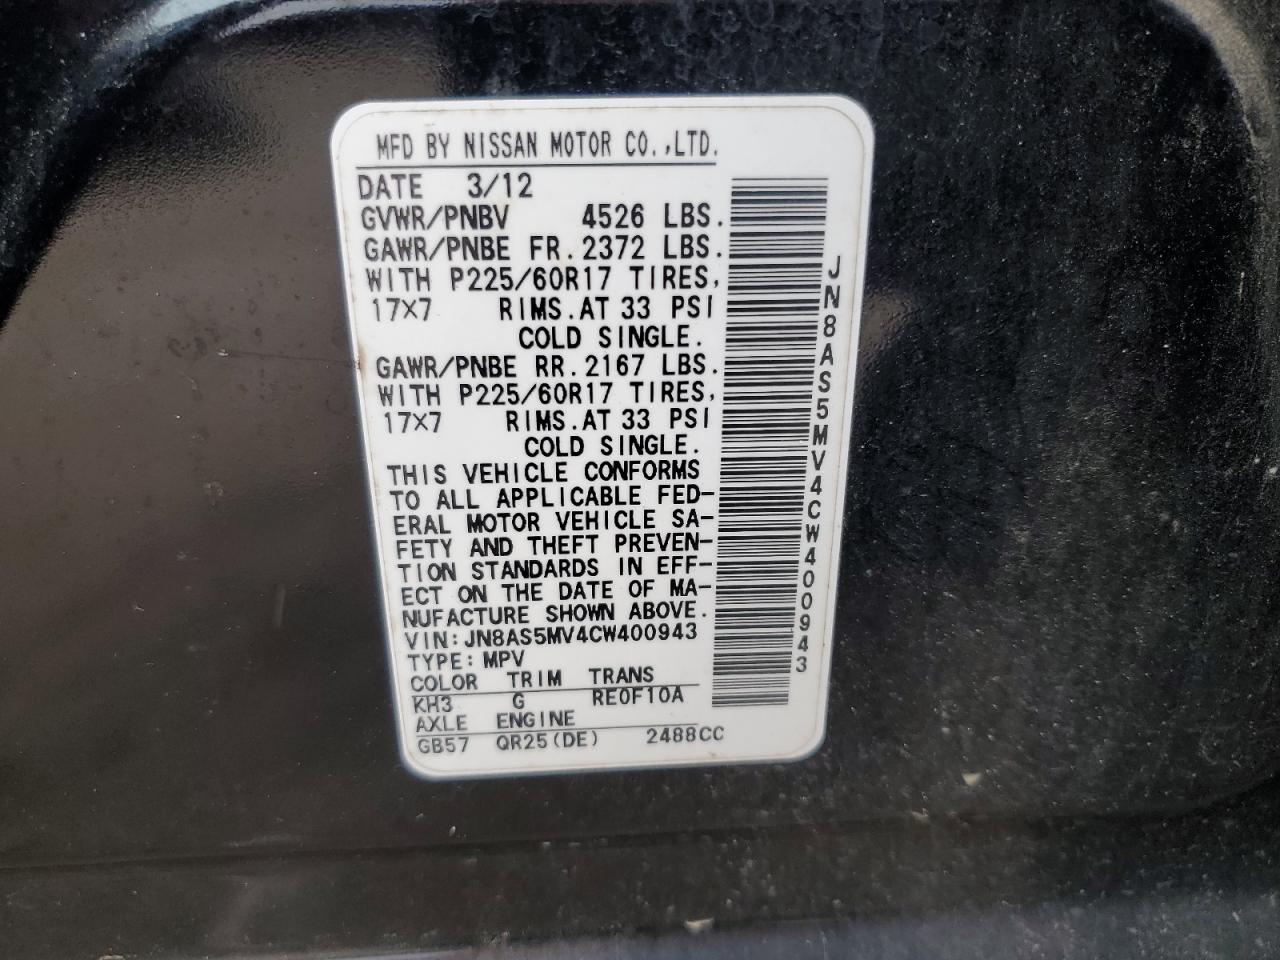 MFD BY NISSAN MOTOR CO.,LTD.
DATE 3/12
GVWR/PNBV 4526 LBS.
GAWR/PNBE FR. 2372 LBS.
WITH P225/60R17 TIRES,
17X7 RIMS.AT 33 PSI
COLD SINGLE.
GAWR/PNBE RR. 2167 LBS.
WITH P225/60R17 TIRES,
17X7 RIMS.AT 33 PSI
COLD SINGLE.
THIS VEHICLE CONFORMS
TO ALL APPLICABLE FED-
ERAL MOTOR VEHICLE SA-
FETY AND THEFT PREVEN-
TION STANDARDS IN EFF-
ECT ON THE DATE OF MA-
NUFACTURE SHOWN ABOVE.
VIN:JN8AS5MV4CW400943
TYPE:MPV
COLOR TRIM TRANS
KH3 G RE0F10A
AXLE ENGINE
GB57 QR25(DE) 2488CC
JN8AS5MV4CW400943